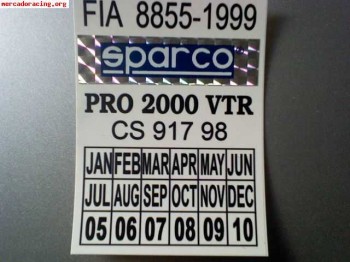 mercadoracing.org
FIA 8855-1999
sparco
PRO 2000 VTR
CS 917 98
JAN FEB MAR APR MAY JUN
JUL AUG SEP OCT NOV DEC
05 06 07 08 09 10